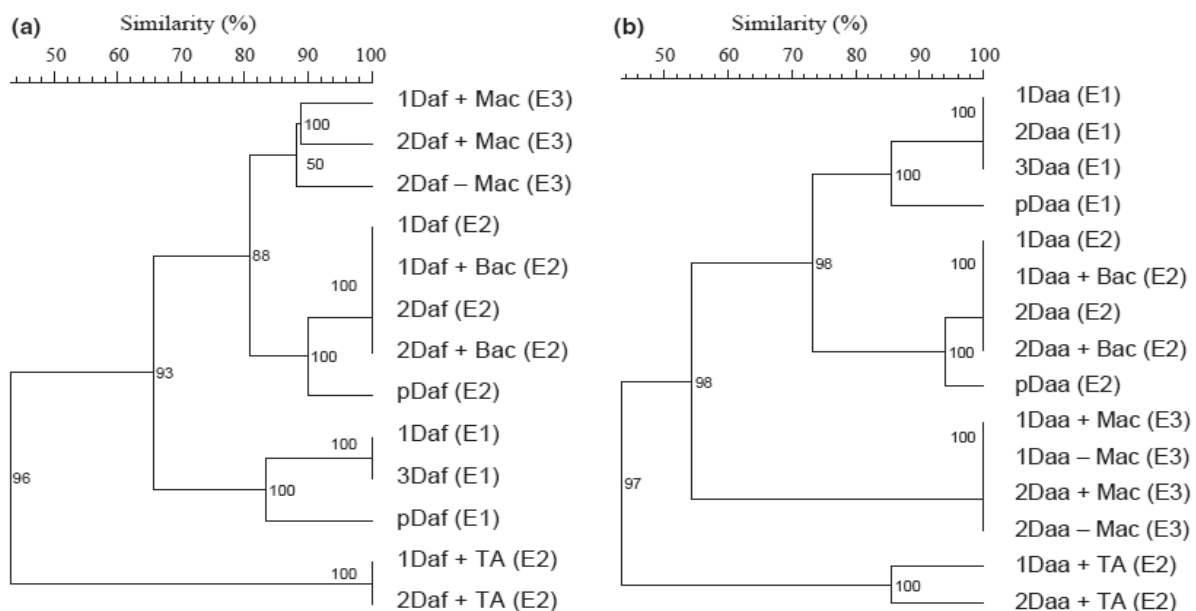 (a)
Similarity (%)
50 60 70 80 90 100
1Daf + Mac (E3)
100
2Daf + Mac (E3)
50
2Daf – Mac (E3)
1Daf (E2)
88
1Daf + Bac (E2)
100
2Daf (E2)
2Daf + Bac (E2)
100
93
pDaf (E2)
1Daf (E1)
100
96
3Daf (E1)
100
pDaf (E1)
1Daf + TA (E2)
100
2Daf + TA (E2)
(b)
Similarity (%)
50 60 70 80 90 100
1Daa (E1)
100
2Daa (E1)
3Daa (E1)
100
pDaa (E1)
1Daa (E2)
98
100
1Daa + Bac (E2)
2Daa (E2)
2Daa + Bac (E2)
100
pDaa (E2)
98
1Daa + Mac (E3)
100
1Daa – Mac (E3)
97
2Daa + Mac (E3)
2Daa – Mac (E3)
1Daa + TA (E2)
100
2Daa + TA (E2)